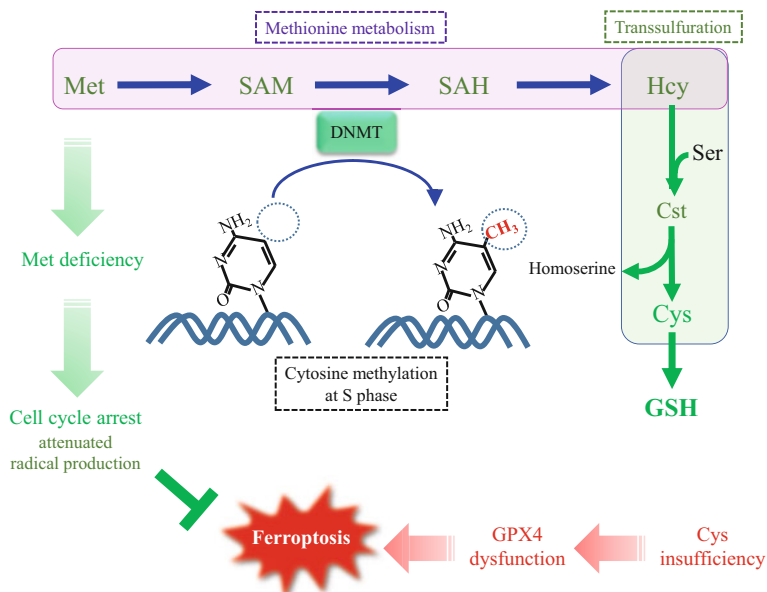 Methionine metabolism
Transsulfuration
Met
SAM
SAH
Hcy
DNMT
Ser
NH2
N
N
O
NH2
CH3
N
N
O
Cst
Homoserine
Cys
Met deficiency
Cytosine methylation
at S phase
GSH
Cell cycle arrest
attenuated
radical production
Ferroptosis
GPX4
dysfunction
Cys
insufficiency